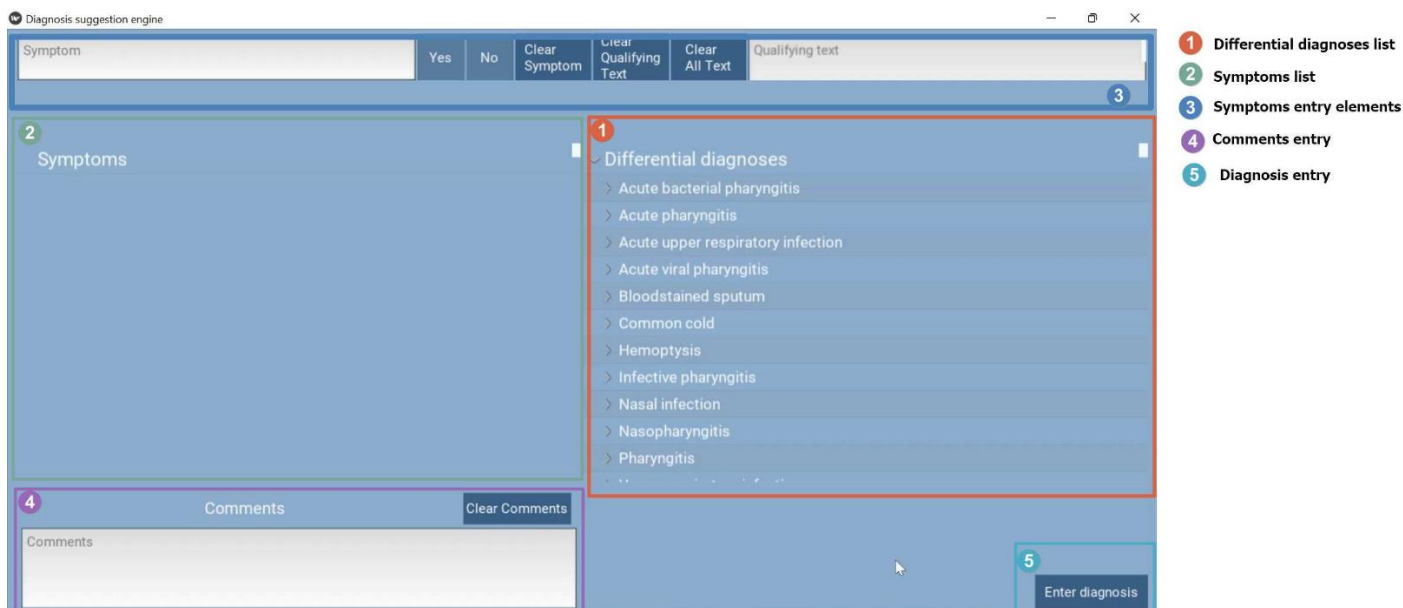 Diagnosis suggestion engine
Symptom
Yes
No
Clear
Symptom
Clear
Qualifying
Text
Clear
All Text
Qualifying text
3
2
Symptoms
1
Differential diagnoses
Acute bacterial pharyngitis
Acute pharyngitis
Acute upper respiratory infection
Acute viral pharyngitis
Bloodstained sputum
Common cold
Hemoptysis
Infective pharyngitis
Nasal infection
Nasopharyngitis
Pharyngitis
4
Comments
Clear Comments
Comments
5
Enter diagnosis
1 Differential diagnoses list
2 Symptoms list
3 Symptoms entry elements
4 Comments entry
5 Diagnosis entry